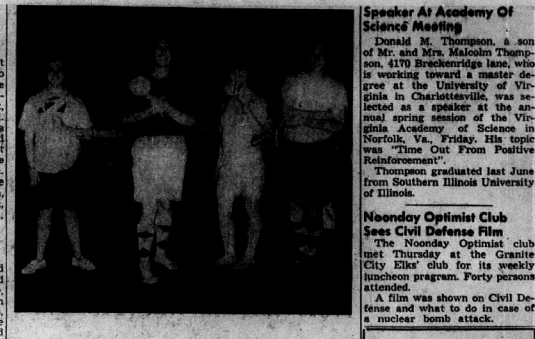 Speaker At Academy Of
Science Meeting
Donald M. Thompson, a son
of Mr. and Mrs. Malcolm Thomp-
son, 4170 Breckenridge lane, who
is working toward a master de-
gree at the University of Vir-
ginia in Charlottesville, was se-
lected as a speaker at the an-
nual spring session of the Vir-
ginia Academy of Science in
Norfolk, Va., Friday. His topic
was "Time Out From Positive
Reinforcement".
Thompson graduated last June
from Southern Illinois University
of Illinois.
Noonday Optimist Club
Sees Civil Defense Film
The Noonday Optimist club
met Thursday at the Granite
City Elks' club for its weekly
luncheon program. Forty persons
attended.
A film was shown on Civil De-
fense and what to do in case of
a nuclear bomb attack.